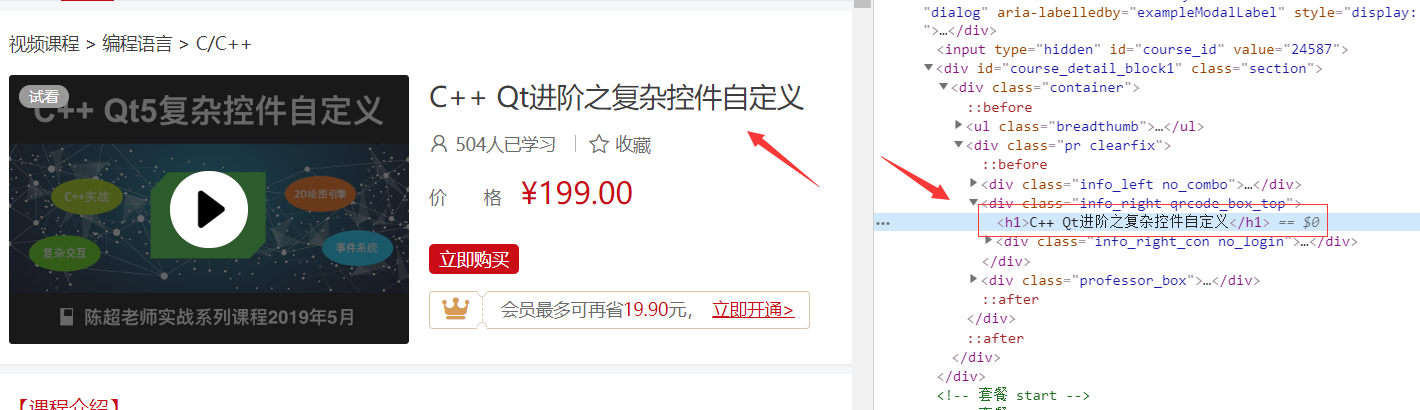 视频课程 > 编程语言 > C/C++
试看
C++ Qt5复杂控件自定义
C++实战
2D绘图引擎
复杂交互
事件系统
陈超老师实战系列课程2019年5月
C++ Qt进阶之复杂控件自定义
504人已学习
收藏
价 格 ¥199.00
立即购买
会员最多可再省19.90元, 立即开通>
【课程介绍】
"dialog" aria-labelledby="exampleModalLabel" style="display:
">…</div>
<input type="hidden" id="course_id" value="24587">
<div id="course_detail_block1" class="section">
<div class="container">
::before
<ul class="breadthumb">…</ul>
<div class="pr clearfix">
::before
<div class="info_left no_combo">…</div>
<div class="info_right qrcode_box_top">
<h1>C++ Qt进阶之复杂控件自定义</h1> == $0
<div class="info_right_con no_login">…</div>
</div>
<div class="professor_box">…</div>
::after
</div>
::after
</div>
</div>
<!-- 套餐 start -->